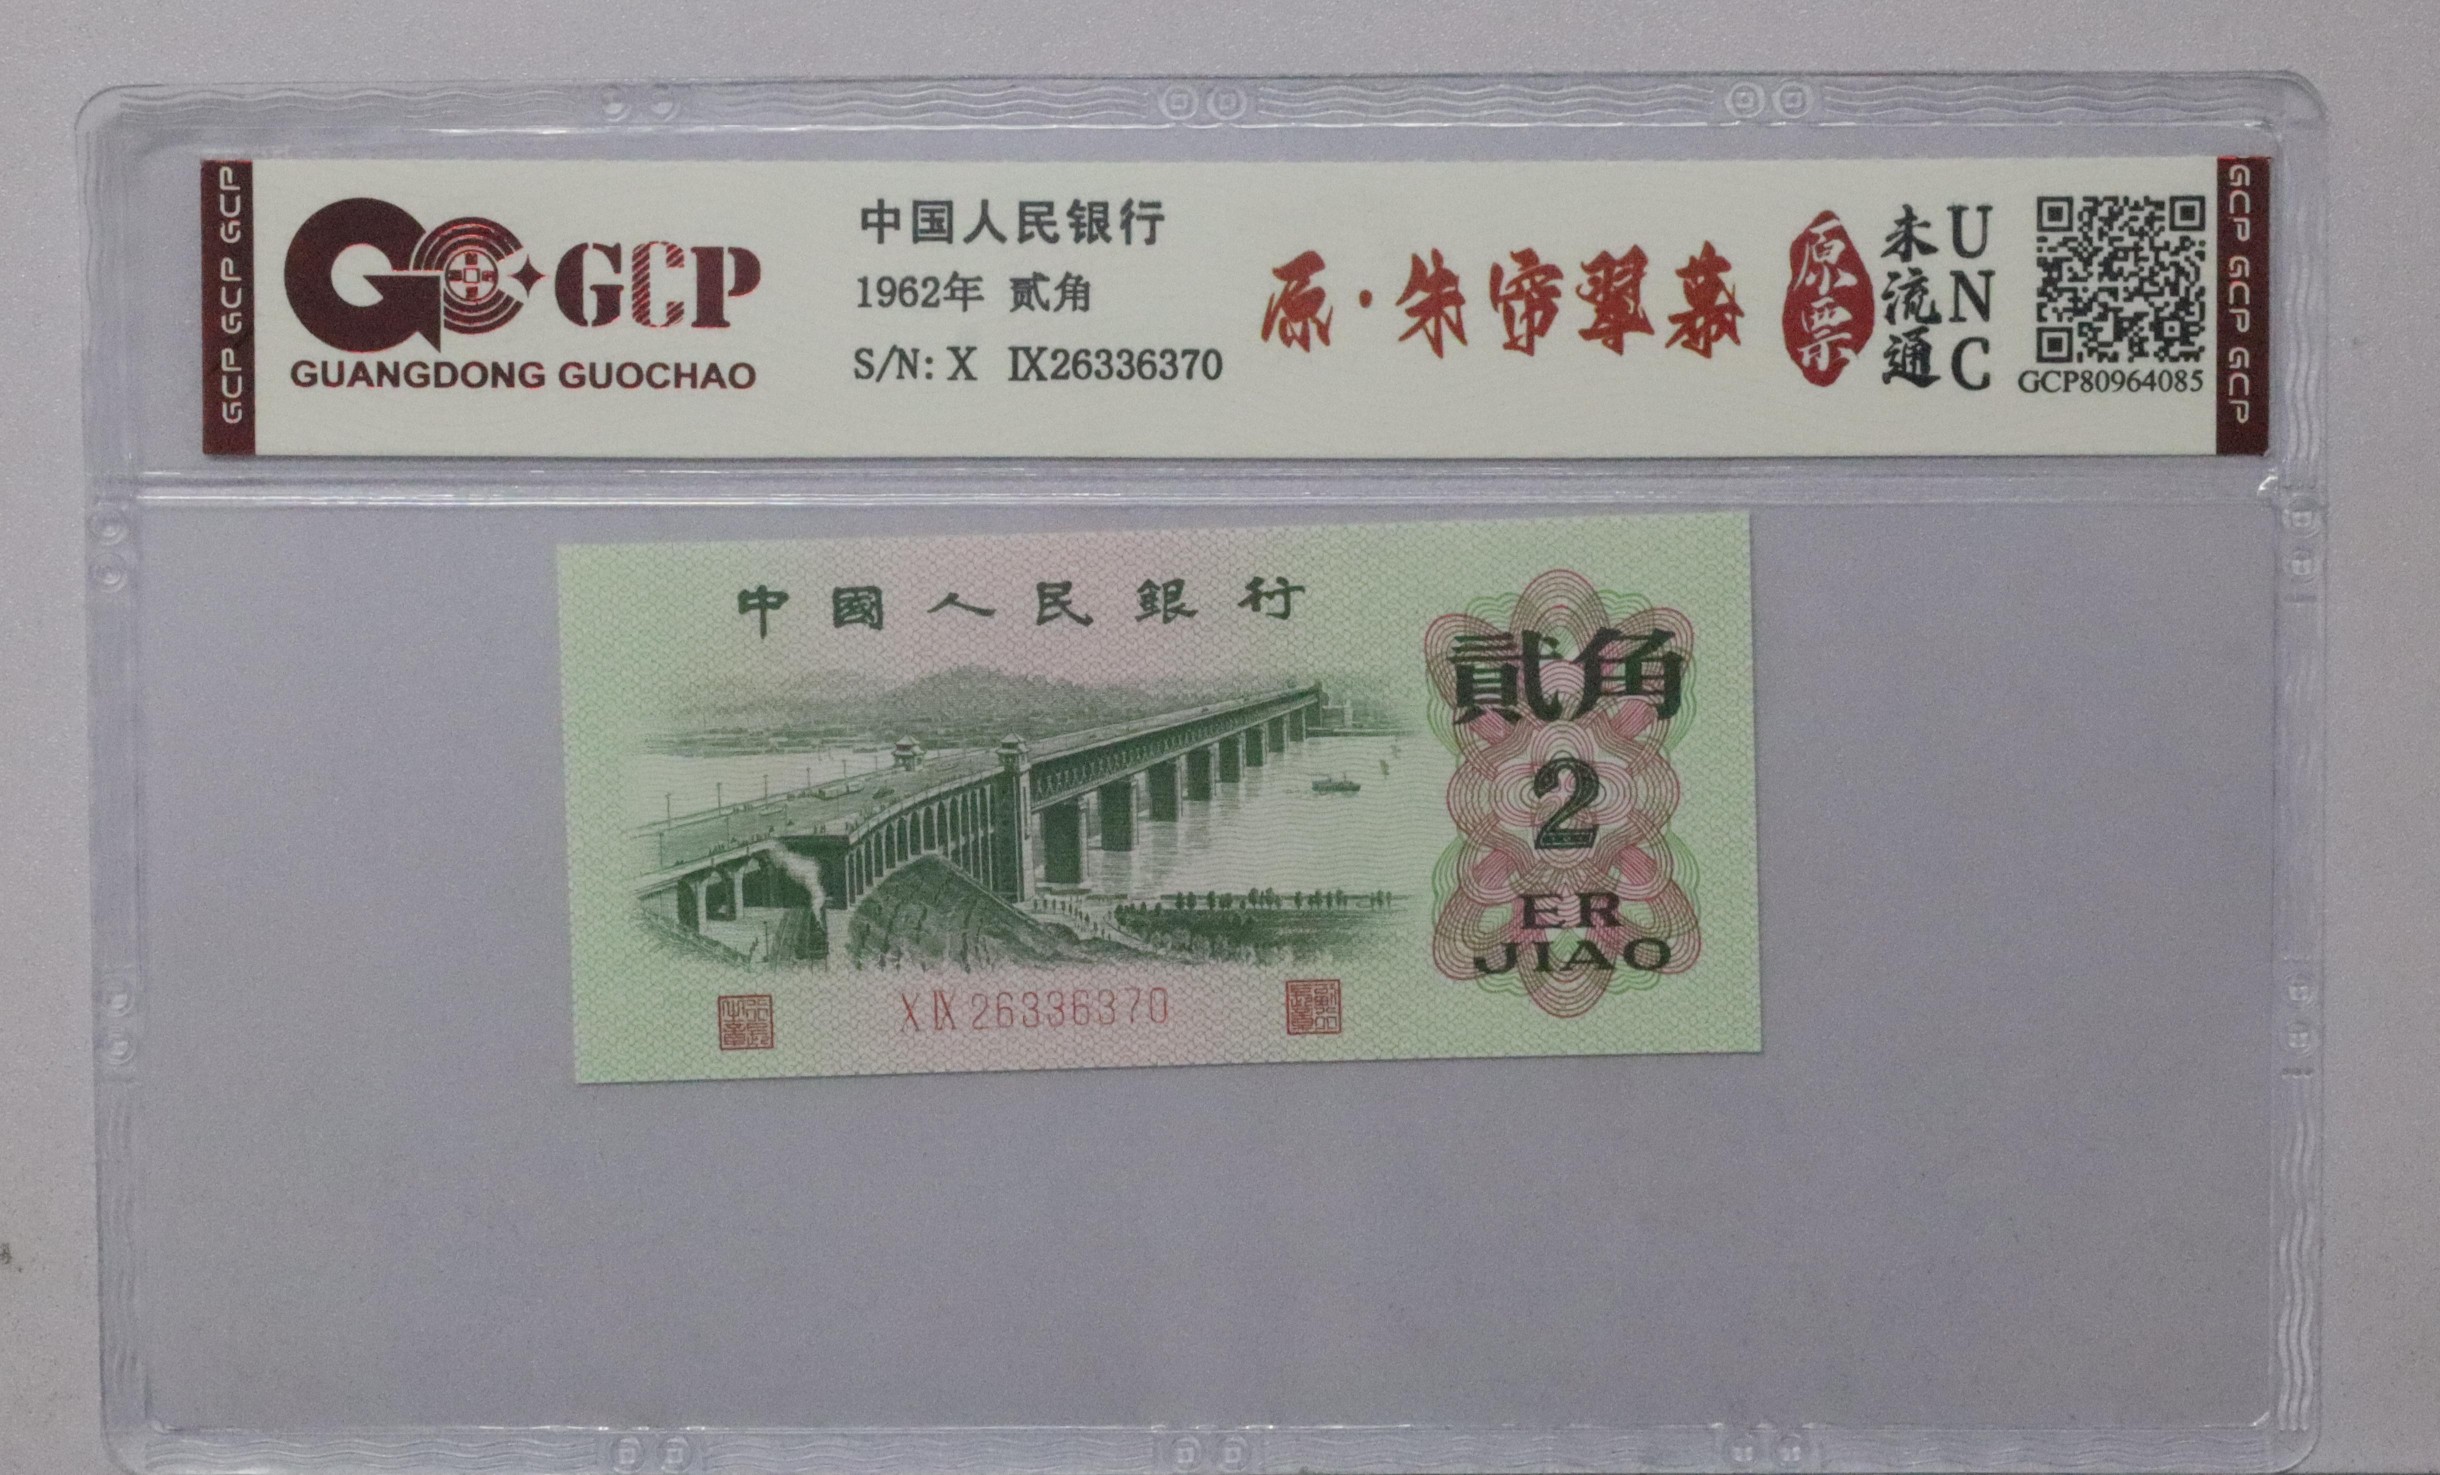 GCP GCP GCP
GCP
GUANGDONG GUOCHAO
中国人民银行
1962年 贰角
S/N: X IX26336370
原·朱帘翠幕
原票
未流通
UNC
GCP80964085
GCP GCP GCP
中國人民銀行
貳角
2
ER
JIAO
X IX 26336370